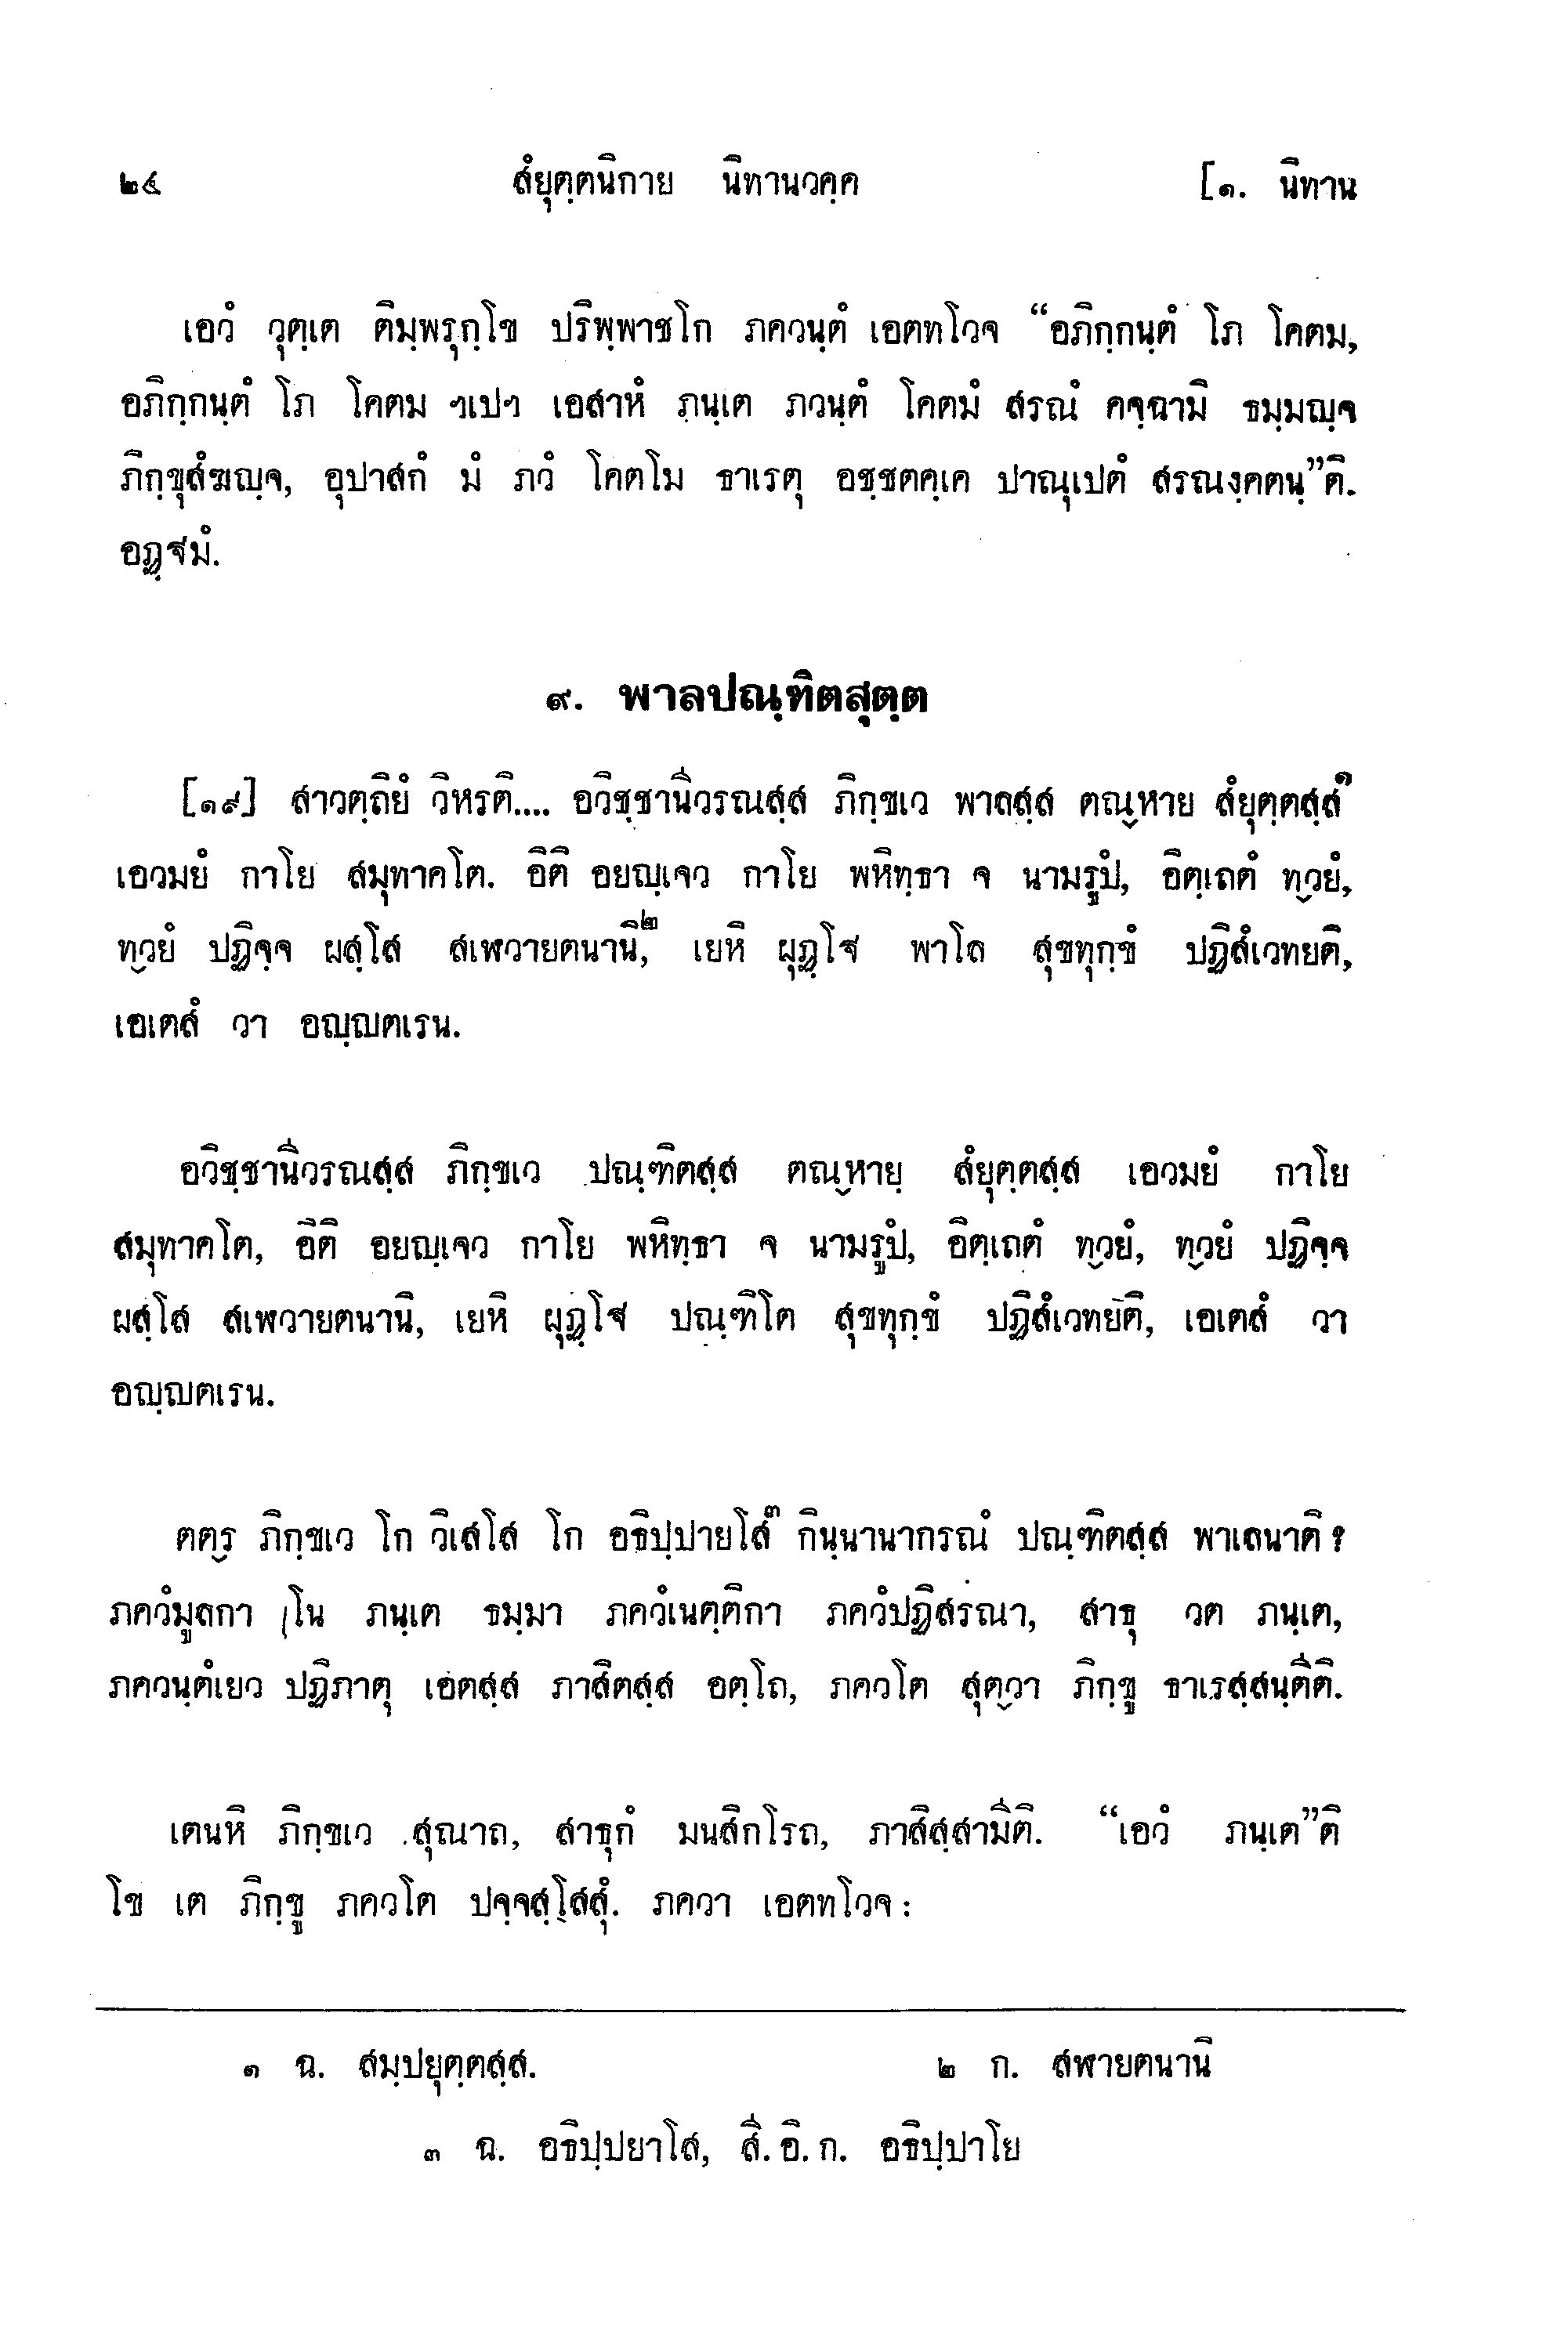 ๒๔ สํยุตฺตนิกาย นิทานวคฺค [๑. นิทาน
เอวํ วุตฺเต ติมฺพรุกฺโข ปริพฺพาชโก ภควนฺตํ เอตทโวจ “อภิกฺกนฺตํ โภ โคตม,
อภิกฺกนฺตํ โภ โคตม ฯเปฯ เอสาหํ ภนฺเต ภวนฺตํ โคตมํ สรณํ คจฺฉามิ ธมฺมญฺจ
ภิกฺขุสํฆญฺจ, อุปาสกํ มํ ภวํ โคตโม ธาเรตุ อชฺชตคฺเค ปาณุเปตํ สรณงฺคตนฺ”ติ.
อฏฺฐมํ.
๙. พาลปณฺฑิตสุตฺต
[๑๙] สาวตฺถิยํ วิหรติ.... อวิชฺชานีวรณสฺส ภิกฺขเว พาลสฺส ตณฺหาย สํยุตฺตสฺส๑
เอวมยํ กาโย สมุทาคโต. อิติ อยญฺเจว กาโย พหิทฺธา จ นามรูปํ, อิตฺเถตํ ทฺวยํ,
ทฺวยํ ปฏิจฺจ ผสฺโส สเฬวายตนานิ,๒ เยหิ ผุฏฺโฐ พาโล สุขทุกฺขํ ปฏิสํเวทยติ,
เอเตสํ วา อญฺญตเรน.
อวิชฺชานีวรณสฺส ภิกฺขเว ปณฺฑิตสฺส ตณฺหายฺ สํยุตฺตสฺส เอวมยํ กาโย
สมุทาคโต, อิติ อยญฺเจว กาโย พหิทฺธา จ นามรูปํ, อิตฺเถตํ ทฺวยํ, ทฺวยํ ปฏิจฺจ
ผสฺโส สเฬวายตนานิ, เยหิ ผุฏฺโฐ ปณฺฑิโต สุขทุกฺขํ ปฏิสํเวทยติ, เอเตสํ วา
อญฺญตเรน.
ตตฺร ภิกฺขเว โก วิเสโส โก อธิปฺปายโส๓ กินฺนานากรณํ ปณฺฑิตสฺส พาเลนาติ ?
ภควํมูลกา โน ภนฺเต ธมฺมา ภควํเนตฺติกา ภควํปฏิสรณา, สาธุ วต ภนฺเต,
ภควนฺตํเยว ปฏิภาตุ เอตสฺส ภาสิตสฺส อตฺโถ, ภควโต สุตฺวา ภิกฺขู ธาเรสฺสนฺตีติ.
เตนหิ ภิกฺขเว สุณาถ, สาธุกํ มนสิกโรถ, ภาสิสฺสามีติ. “เอวํ ภนฺเต”ติ
โข เต ภิกฺขู ภควโต ปจฺจสฺโสสุํ. ภควา เอตทโวจ :
๑ ฉ. สมฺปยุตฺตสฺส. ๒ ก. สฬายตนานิ
๓ ฉ. อธิปฺปยาโส, สี. อิ. ก. อธิปฺปาโย